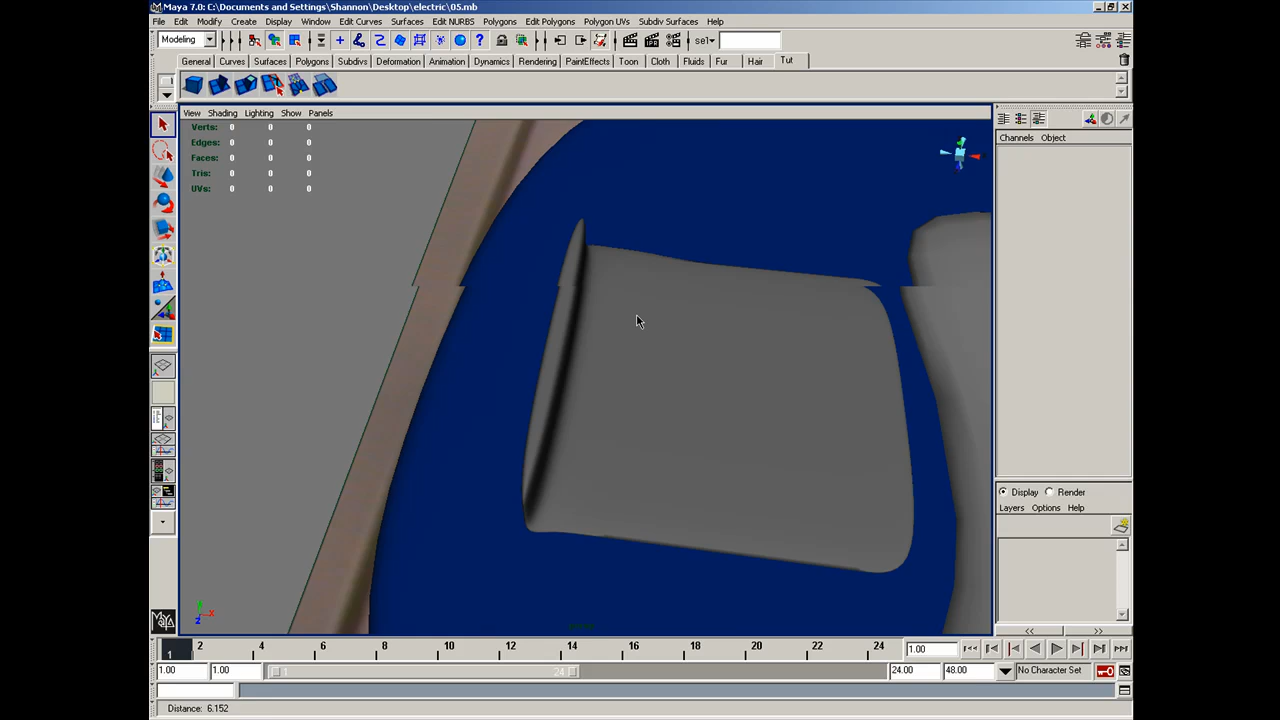 Maya 7.0: C:\Documents and Settings\Shannon\Desktop\electric\05.mb
File Edit Modify Create Display Window Edit Curves Surfaces Edit NURBS Polygons Edit Polygons Polygon UVs Subdiv Surfaces Help
Modeling sel
General Curves Surfaces Polygons Subdivs Deformation Animation Dynamics Rendering PaintEffects Toon Cloth Fluids Fur Hair Tut
View Shading Lighting Show Panels
Channels Object
Verts: 0 0 0
Edges: 0 0 0
Faces: 0 0 0
Tris: 0 0 0
UVs: 0 0 0
Display Render
Layers Options Help
<< >>
1 2 4 6 8 10 12 14 16 18 20 22 24 1.00
1.00 1.00 1 24 24.00 48.00 No Character Set
Distance: 6.152